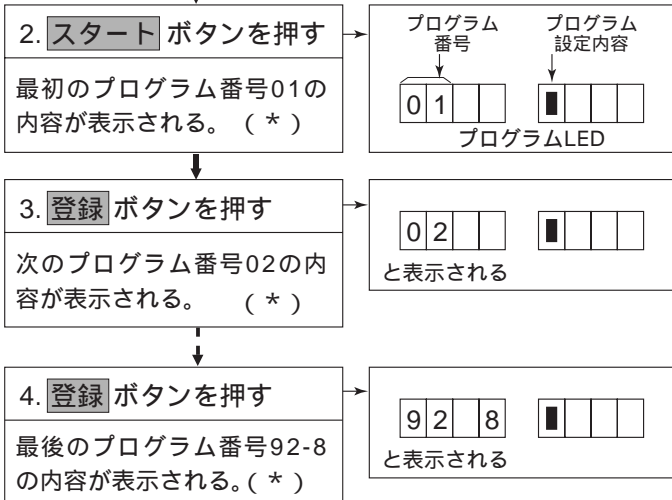 2. スタート ボタンを押す
最初のプログラム番号01の
内容が表示される。 (*)
プログラム
番号
プログラム
設定内容
0 1
プログラムLED
3. 登録 ボタンを押す
次のプログラム番号02の内
容が表示される。 (*)
0 2
と表示される
4. 登録 ボタンを押す
最後のプログラム番号92-8
の内容が表示される。(*)
9 2 8
と表示される